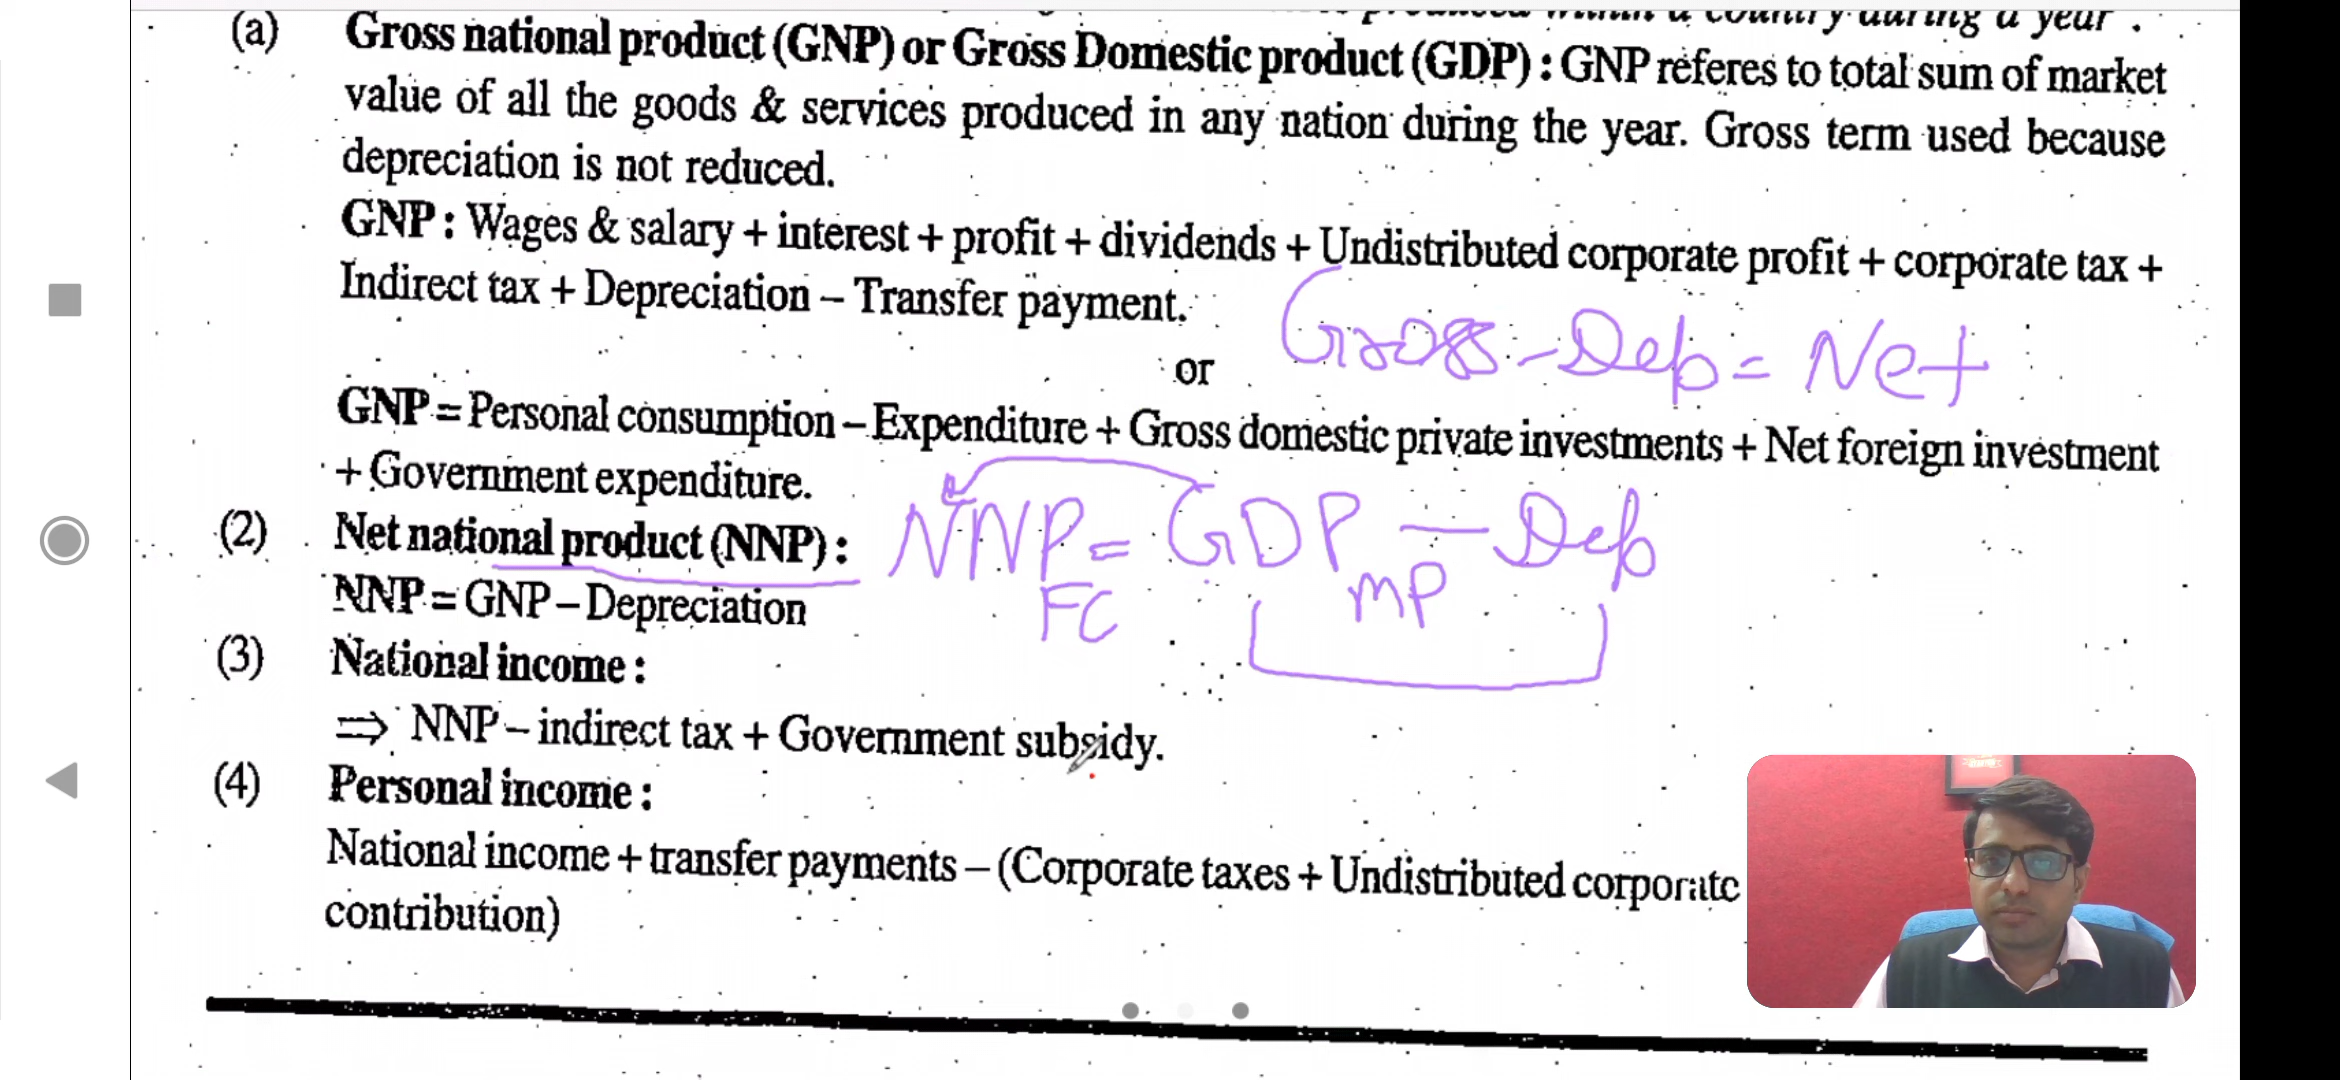 produced within a country during a year".
(a) Gross national product (GNP) or Gross Domestic product (GDP) : GNP referes to total sum of market
value of all the goods & services produced in any nation during the year. Gross term used because
depreciation is not reduced.
GNP : Wages & salary + interest + profit + dividends + Undistributed corporate profit + corporate tax +
Indirect tax + Depreciation – Transfer payment.
Gross - Dep = Net
or
GNP = Personal consumption – Expenditure + Gross domestic private investments + Net foreign investment
+ Government expenditure.
(2) Net national product (NNP) :
NNP = GDP - Dep
FC MP
NNP = GNP – Depreciation
(3) National income :
⇒ NNP – indirect tax + Government subsidy.
(4) Personal income :
National income + transfer payments – (Corporate taxes + Undistributed corporate
contribution)